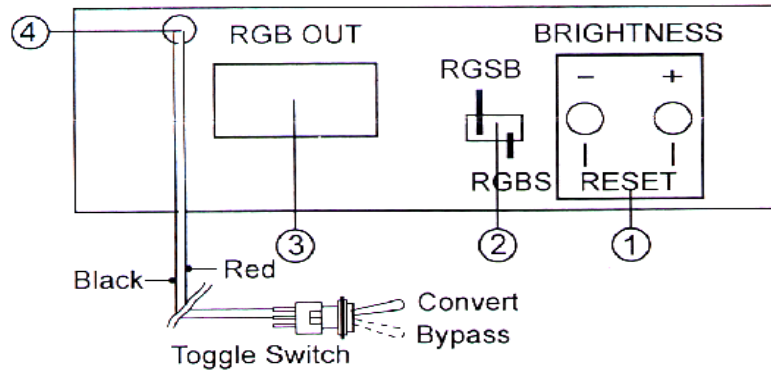 ④ RGB OUT BRIGHTNESS
RGSB
− +
RGBS RESET
③ ② ①
Black Red
Convert
Bypass
Toggle Switch